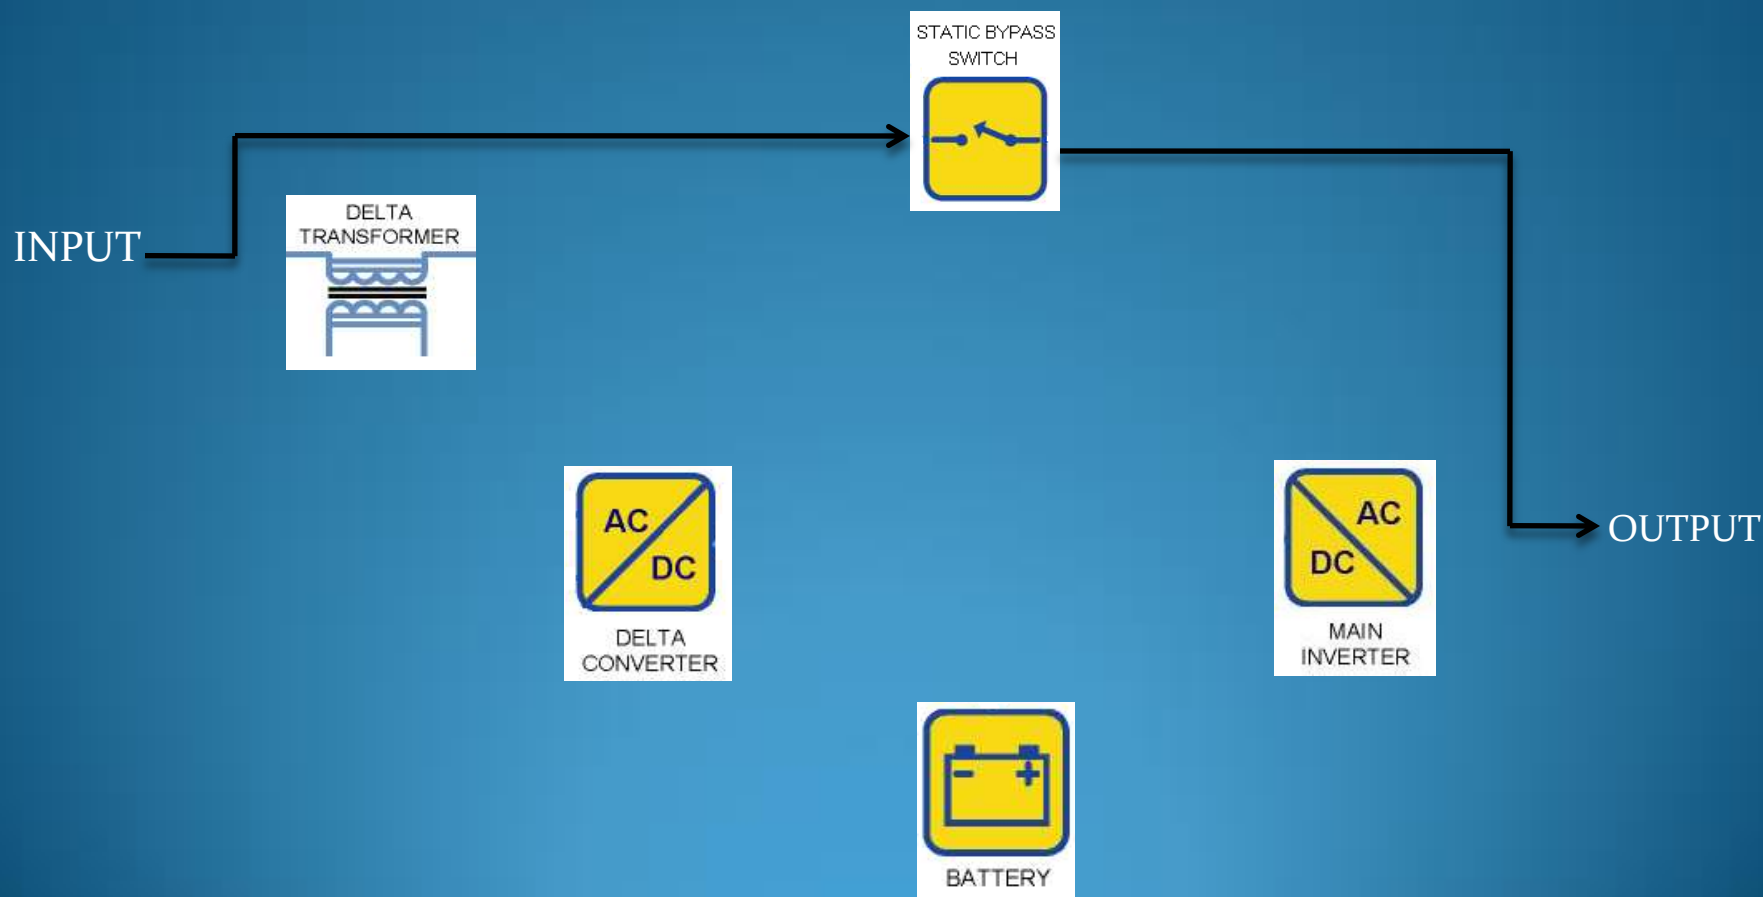 STATIC BYPASS
SWITCH
DELTA
TRANSFORMER
INPUT
AC
DC
DELTA
CONVERTER
AC
DC
MAIN
INVERTER
OUTPUT
- +
BATTERY